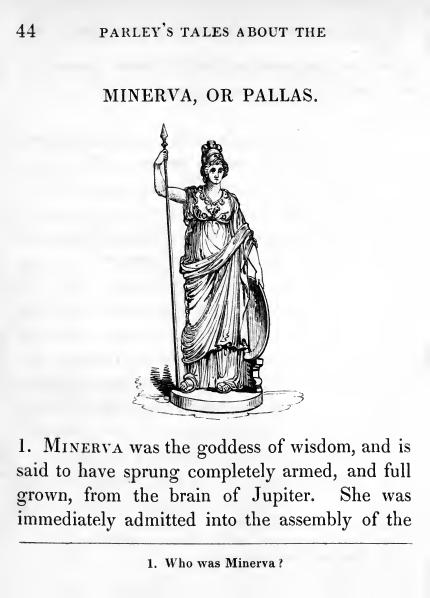 44 PARLEY'S TALES ABOUT THE
MINERVA, OR PALLAS.
1. MINERVA was the goddess of wisdom, and is
said to have sprung completely armed, and full
grown, from the brain of Jupiter. She was
immediately admitted into the assembly of the
1. Who was Minerva?